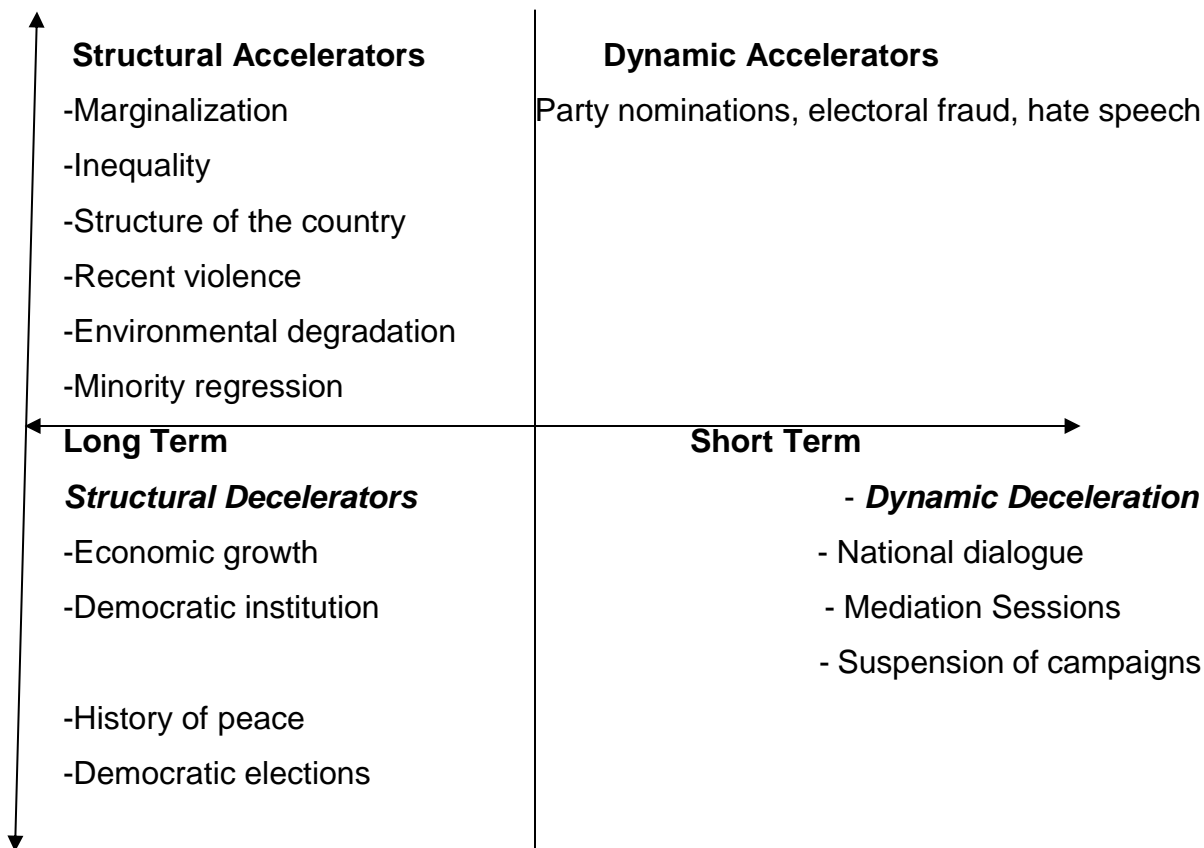 Structural Accelerators
Dynamic Accelerators
-Marginalization
Party nominations, electoral fraud, hate speech
-Inequality
-Structure of the country
-Recent violence
-Environmental degradation
-Minority regression
Long Term
Short Term
Structural Decelerators
- Dynamic Deceleration
-Economic growth
- National dialogue
-Democratic institution
- Mediation Sessions
- Suspension of campaigns
-History of peace
-Democratic elections